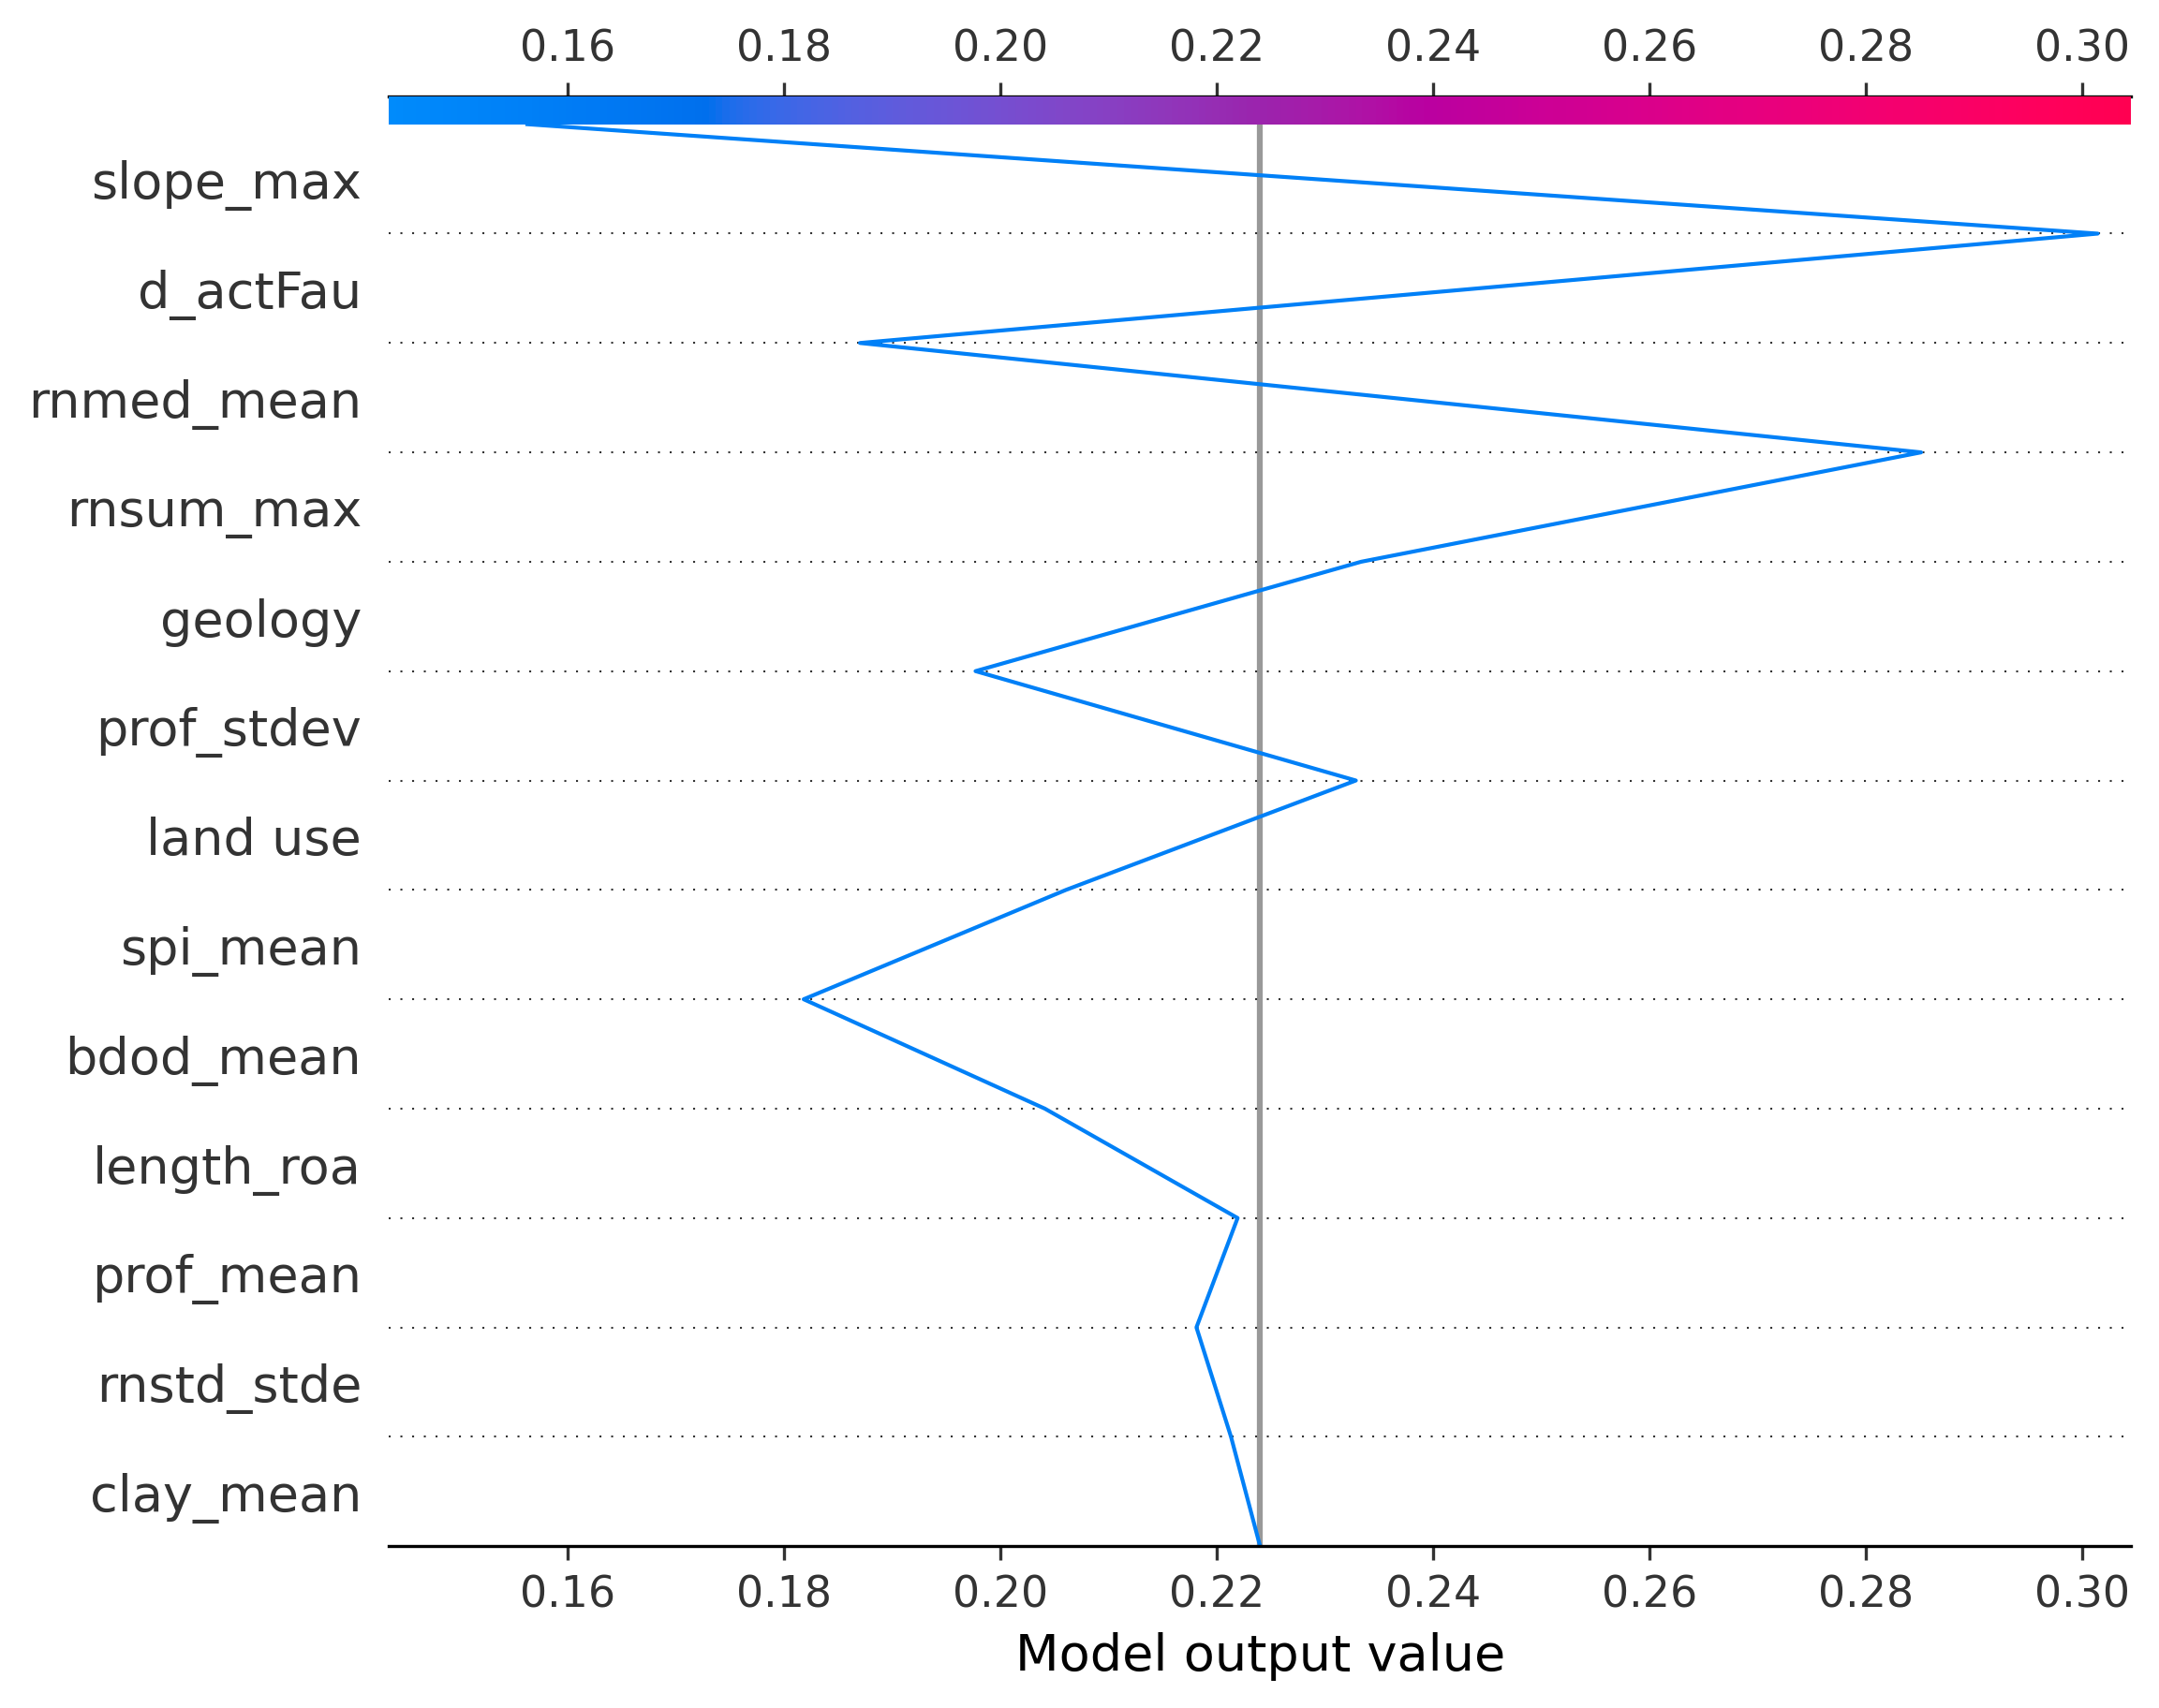 0.16 0.18 0.20 0.22 0.24 0.26 0.28 0.30
slope_max
d_actFau
rnmed_mean
rnsum_max
geology
prof_stdev
land use
spi_mean
bdod_mean
length_roa
prof_mean
rnstd_stde
clay_mean
0.16 0.18 0.20 0.22 0.24 0.26 0.28 0.30
Model output value